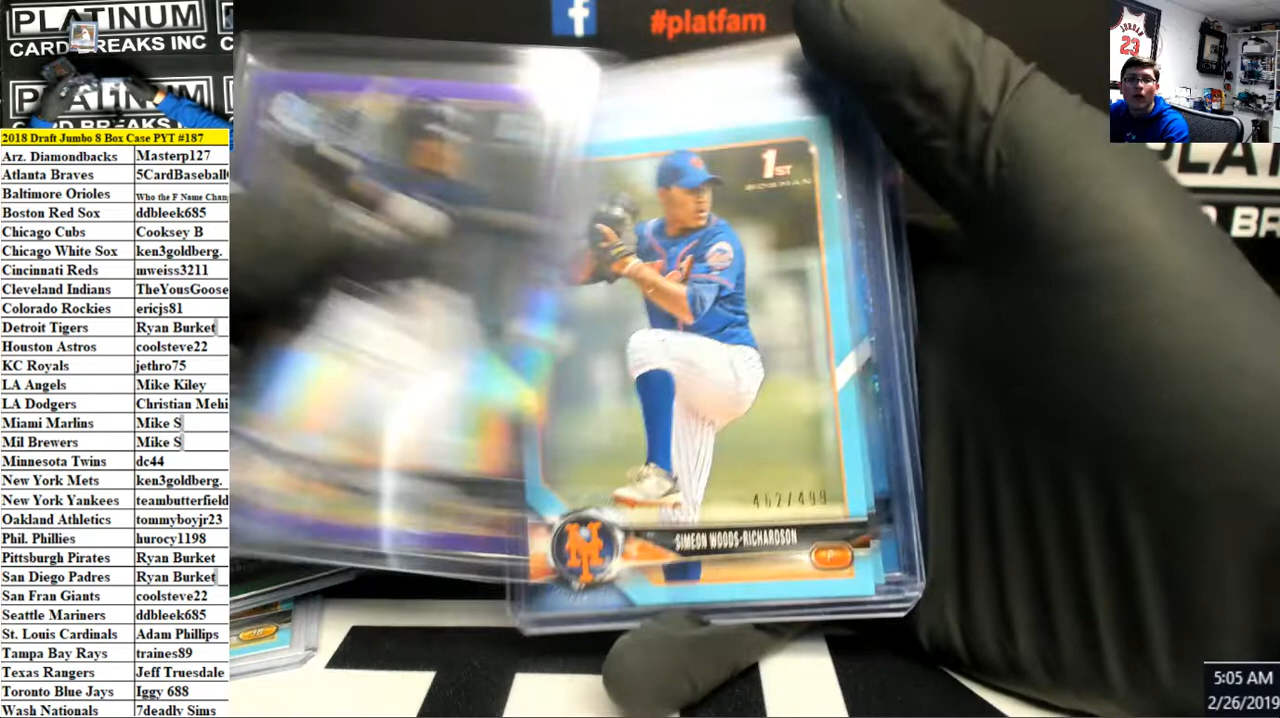 PLATINUM
CARD BREAKS INC
#platfam
JORDAN
23
2018 Draft Jumbo 8 Box Case PYT #187
Arz. Diamondbacks Masterp127
Atlanta Braves 5CardBaseball
Baltimore Orioles Who the F Name Chan
Boston Red Sox ddbleek685
Chicago Cubs Cooksey B
Chicago White Sox ken3goldberg.
Cincinnati Reds mweiss3211
Cleveland Indians TheYousGoose
Colorado Rockies ericjs81
Detroit Tigers Ryan Burket
Houston Astros coolsteve22
KC Royals jethro75
LA Angels Mike Kiley
LA Dodgers Christian Mehi
Miami Marlins Mike S
Mil Brewers Mike S
Minnesota Twins dc44
New York Mets ken3goldberg.
New York Yankees teambutterfield
Oakland Athletics tommyboyjr23
Phil. Phillies hurocy1198
Pittsburgh Pirates Ryan Burket
San Diego Padres Ryan Burket
San Fran Giants coolsteve22
Seattle Mariners ddbleek685
St. Louis Cardinals Adam Phillips
Tampa Bay Rays traines89
Texas Rangers Jeff Truesdale
Toronto Blue Jays Iggy 688
Wash Nationals 7deadly Sims
1ST
BOWMAN
462/499
SIMEON WOODS-RICHARDSON
P
5:05 AM
2/26/2019